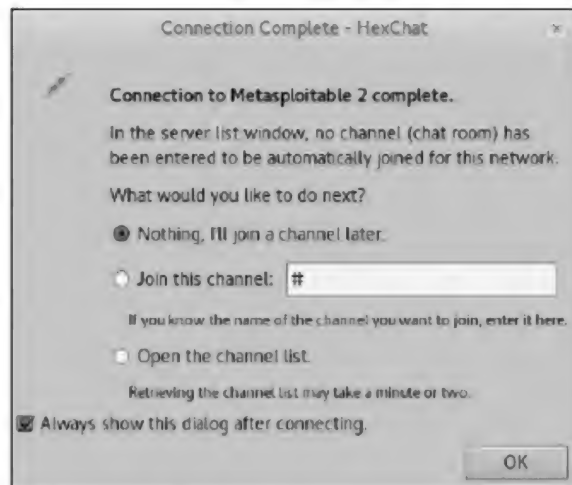 Connection Complete - HexChat
Connection to Metasploitable 2 complete.
In the server list window, no channel (chat room) has
been entered to be automatically joined for this network.
What would you like to do next?
Nothing, I'll join a channel later.
Join this channel: #
If you know the name of the channel you want to join, enter it here.
Open the channel list.
Retrieving the channel list may take a minute or two.
Always show this dialog after connecting.
OK